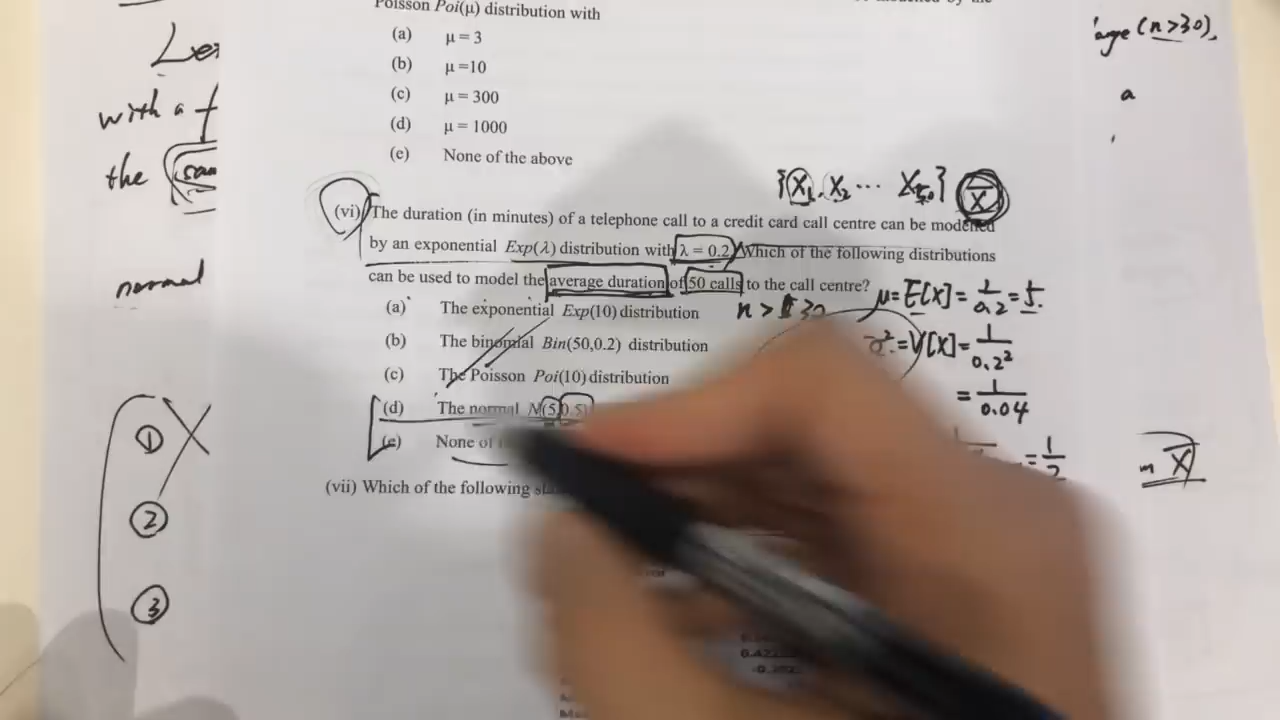 Poisson Poi(μ) distribution with
(a) μ = 3
(b) μ =10
(c) μ = 300
(d) μ = 1000
(e) None of the above
with a f
the
normal
(n>30),
a
{X₁, X₂ ... X₅₀} X̅
(vi) The duration (in minutes) of a telephone call to a credit card call centre can be modelled
by an exponential Exp(λ) distribution with λ = 0.2. Which of the following distributions
can be used to model the average duration of 50 calls to the call centre?
(a) The exponential Exp(10) distribution
(b) The binomial Bin(50,0.2) distribution
(c) The Poisson Poi(10) distribution
(d) The normal N(5,0.5)
(e) None of
n > 30
μ = E[X] = 1/0.2 = 5.
σ² = V[X] = 1/0.2²
= 1/0.04
= 1/2
X̅
(vii) Which of the following
①
②
③